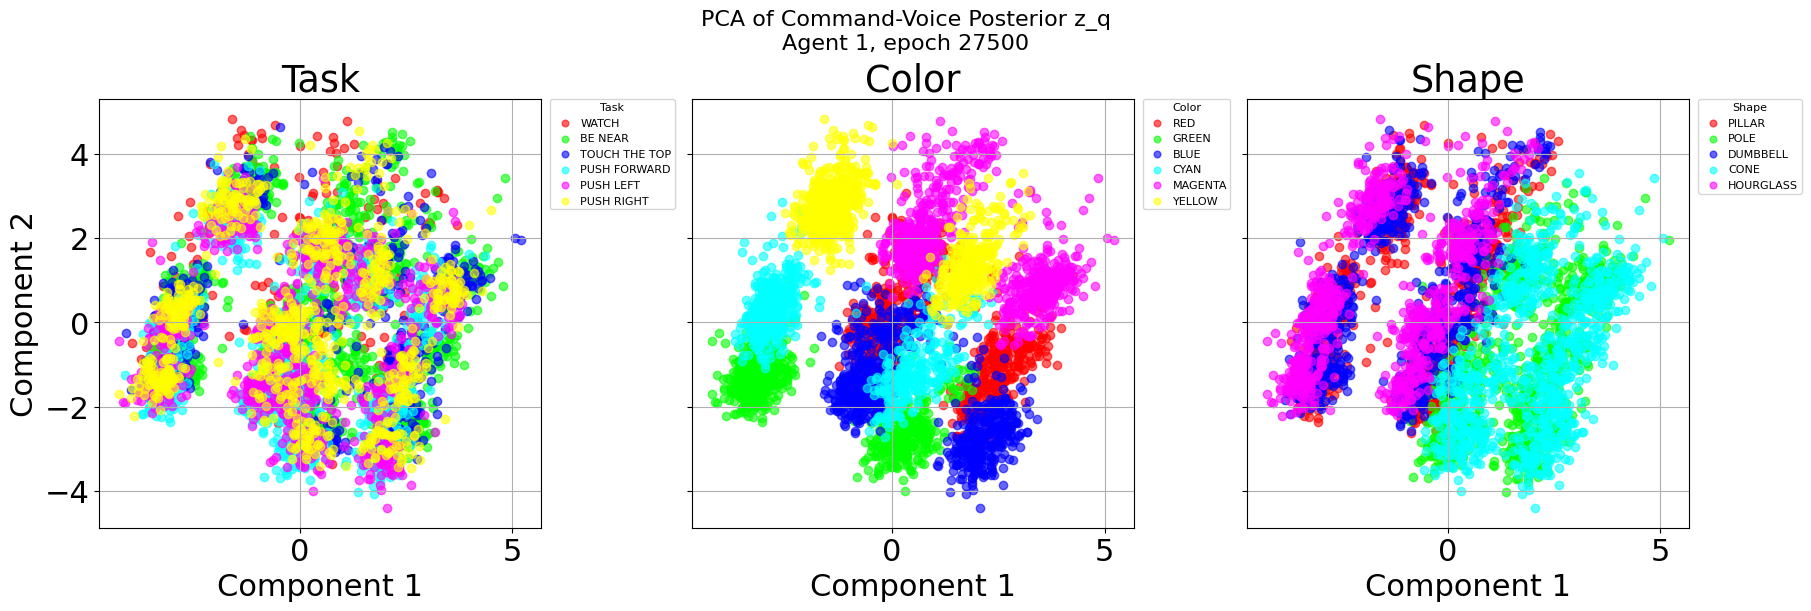 PCA of Command-Voice Posterior z_q
Agent 1, epoch 27500
Task
Color
Shape
Component 2
4
2
0
−2
−4
0
5
Component 1
Task
WATCH
BE NEAR
TOUCH THE TOP
PUSH FORWARD
PUSH LEFT
PUSH RIGHT
0
5
Component 1
Color
RED
GREEN
BLUE
CYAN
MAGENTA
YELLOW
0
5
Component 1
Shape
PILLAR
POLE
DUMBBELL
CONE
HOURGLASS